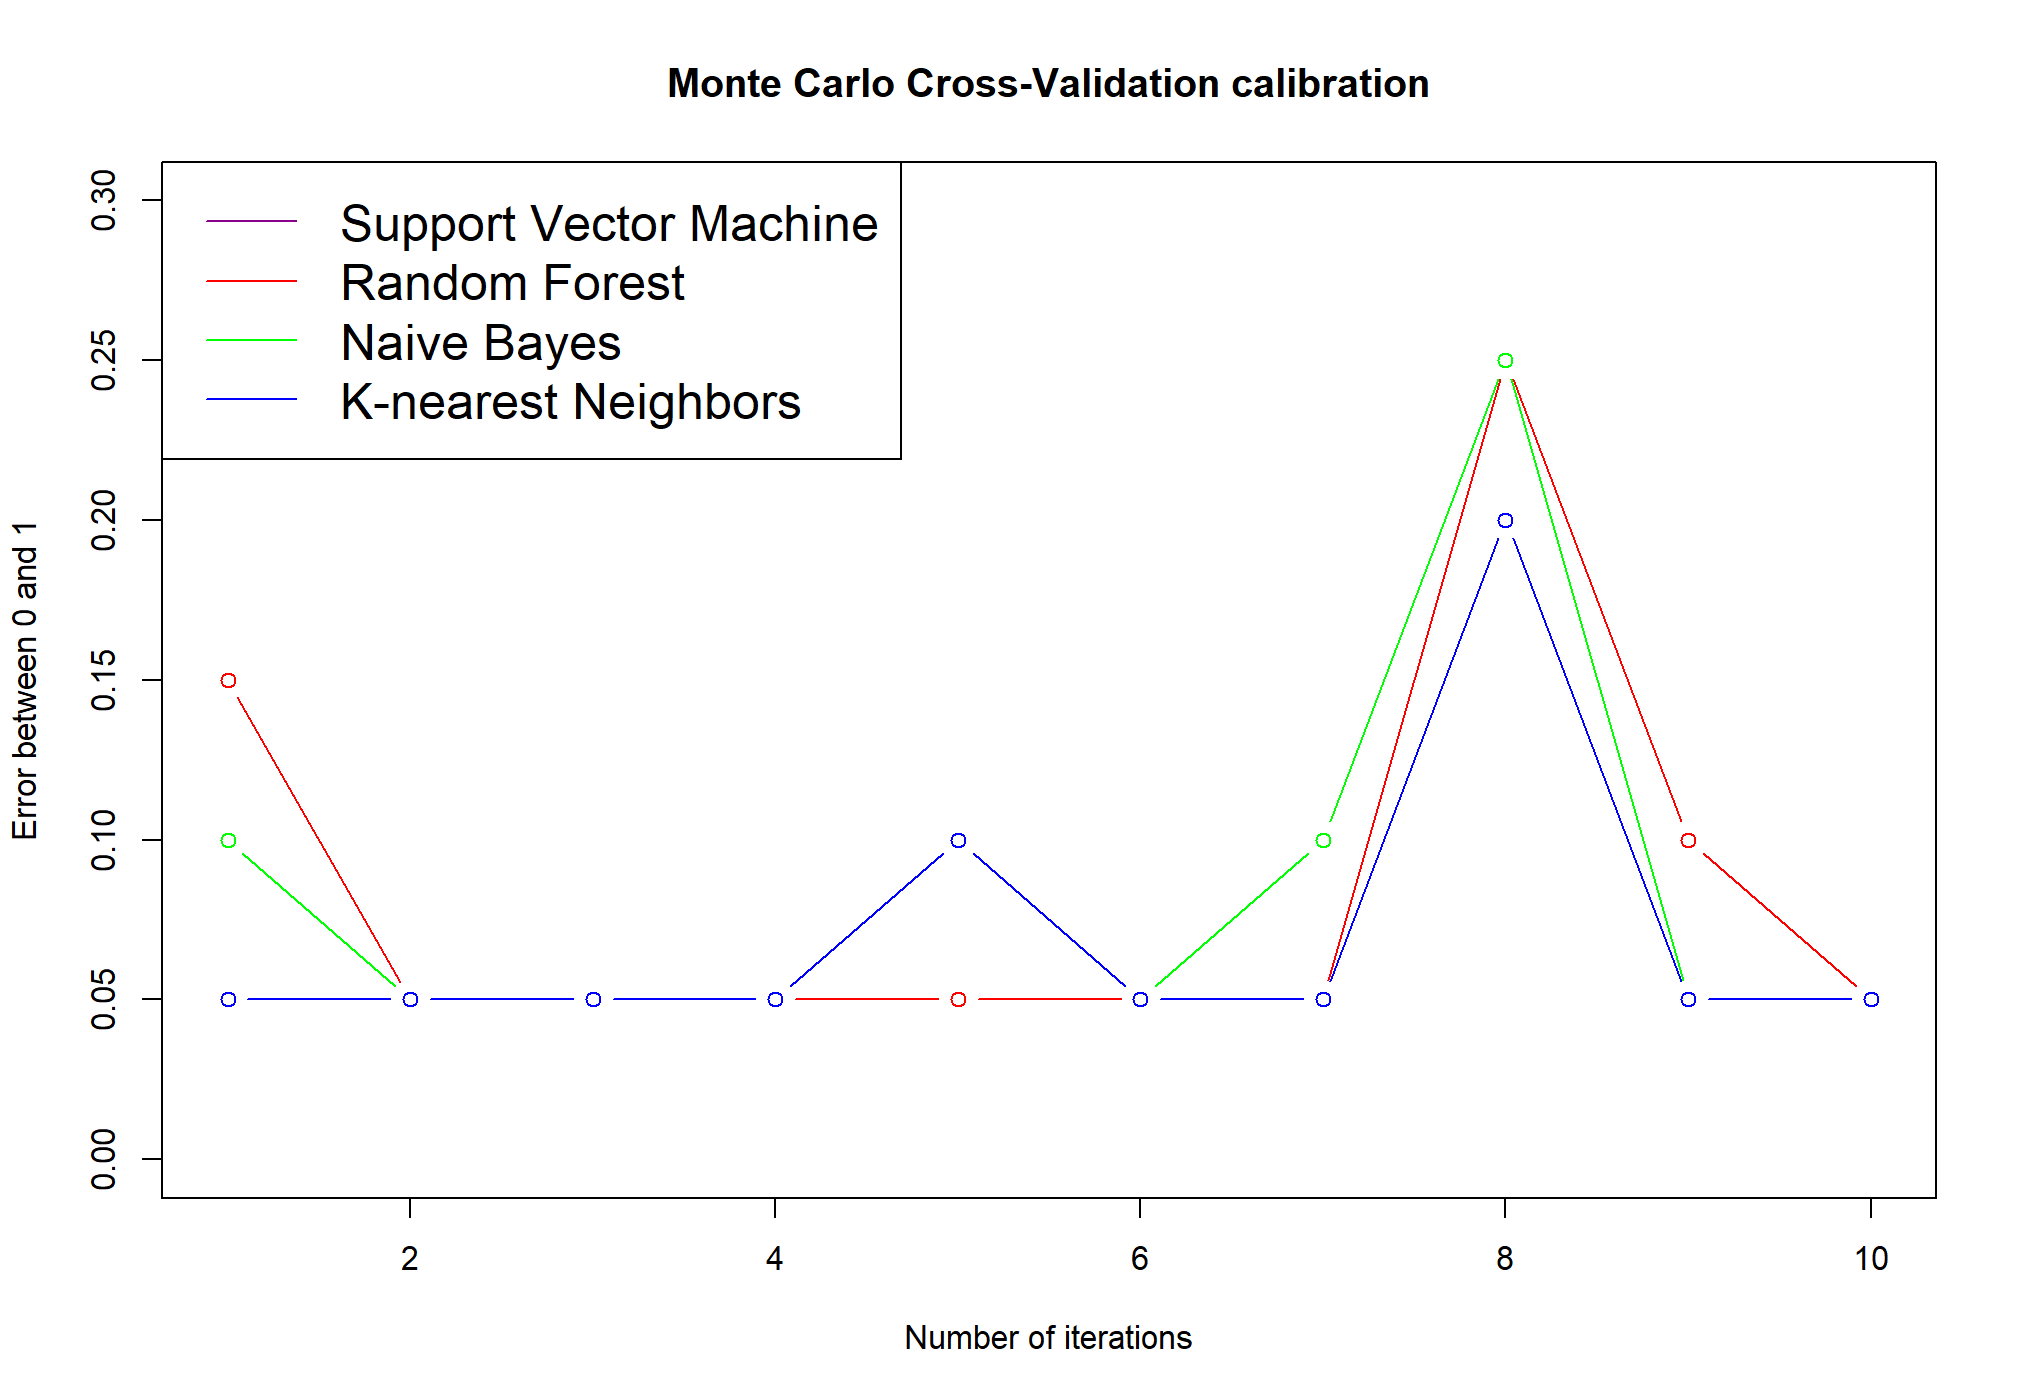 Monte Carlo Cross-Validation calibration
Support Vector Machine
Random Forest
Naive Bayes
K-nearest Neighbors
0.30
0.25
0.20
0.15
0.10
0.05
0.00
Error between 0 and 1
2 4 6 8 10
Number of iterations